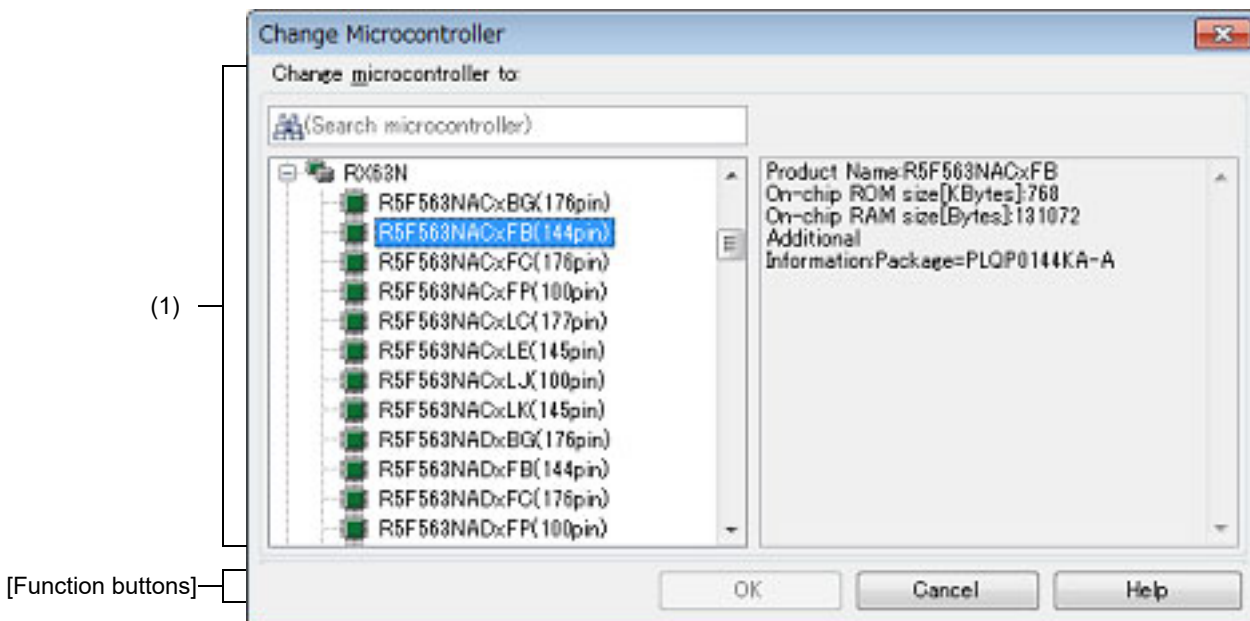 Change Microcontroller
Change microcontroller to:
(Search microcontroller)
RX63N
R5F563NACxBG(176pin)
R5F563NACxFB(144pin)
R5F563NACxFC(176pin)
R5F563NACxFP(100pin)
R5F563NACxLC(177pin)
R5F563NACxLE(145pin)
R5F563NACxLJ(100pin)
R5F563NACxLK(145pin)
R5F563NADxBG(176pin)
R5F563NADxFB(144pin)
R5F563NADxFC(176pin)
R5F563NADxFP(100pin)
Product Name:R5F563NACxFB
On-chip ROM size[KBytes]:768
On-chip RAM size[Bytes]:131072
Additional
Information:Package=PLQP0144KA-A
(1)
[Function buttons]
OK
Cancel
Help